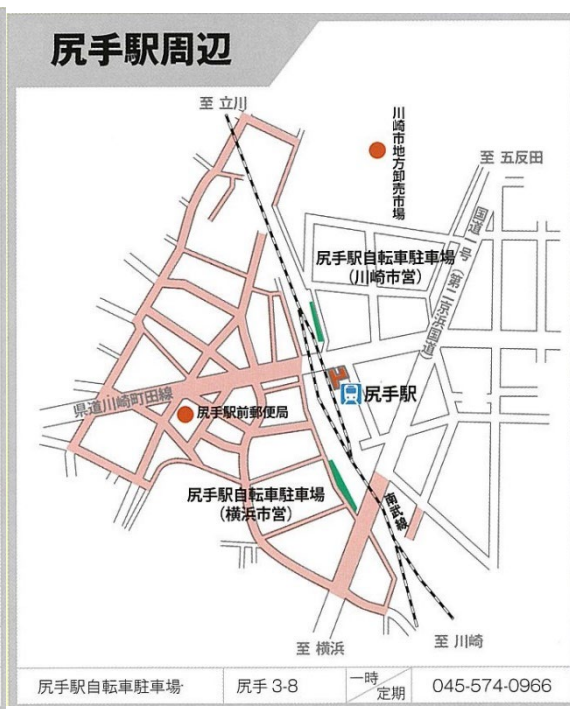 尻手駅周辺
至 立川
川崎市地方卸売市場
至 五反田
国道一号(第二京浜国道)
尻手駅自転車駐車場
(川崎市営)
尻手駅
県道川崎町田線
尻手駅前郵便局
尻手駅自転車駐車場
(横浜市営)
南武線
至 横浜
至 川崎
尻手駅自転車駐車場
尻手 3-8
一時
定期
045-574-0966